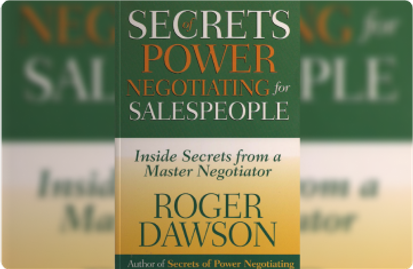 SECRETS of
POWER
NEGOTIATING for
SALESPEOPLE
Inside Secrets from a
Master Negotiator
ROGER
DAWSON
Author of Secrets of Power Negotiating